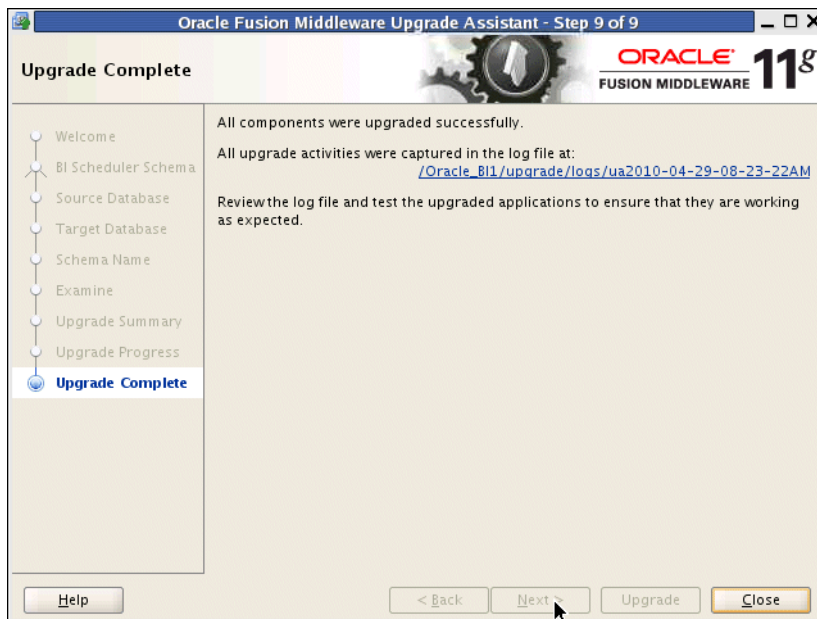 Oracle Fusion Middleware Upgrade Assistant - Step 9 of 9
Upgrade Complete
ORACLE
FUSION MIDDLEWARE
11g
Welcome
BI Scheduler Schema
Source Database
Target Database
Schema Name
Examine
Upgrade Summary
Upgrade Progress
Upgrade Complete
All components were upgraded successfully.
All upgrade activities were captured in the log file at:
/Oracle_BI1/upgrade/logs/ua2010-04-29-08-23-22AM
Review the log file and test the upgraded applications to ensure that they are working
as expected.
Help
< Back
Next >
Upgrade
Close